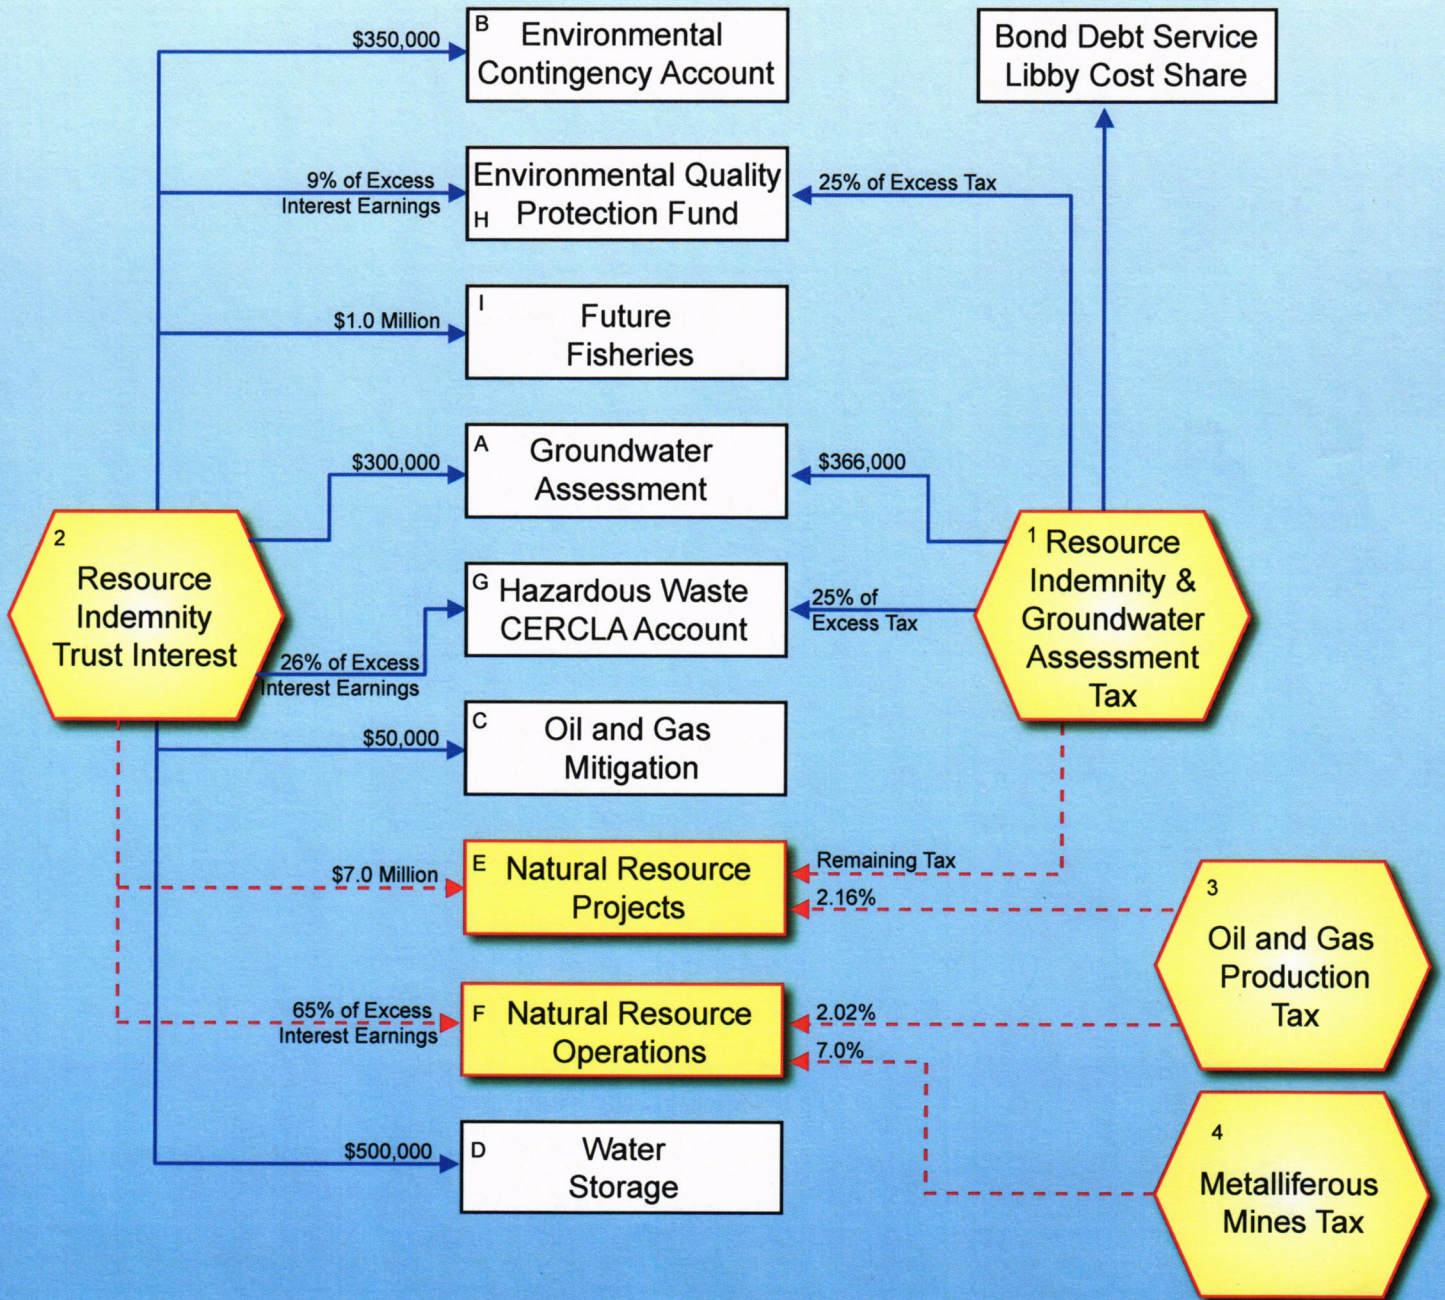 $350,000
B
Environmental
Contingency Account
Bond Debt Service
Libby Cost Share
9% of Excess
Interest Earnings
Environmental Quality
H Protection Fund
25% of Excess Tax
$1.0 Million
I
Future
Fisheries
$300,000
A
Groundwater
Assessment
$366,000
2
Resource
Indemnity
Trust Interest
26% of Excess
Interest Earnings
G Hazardous Waste
CERCLA Account
25% of
Excess Tax
1 Resource
Indemnity &
Groundwater
Assessment
Tax
$50,000
C
Oil and Gas
Mitigation
$7.0 Million
E Natural Resource
Projects
Remaining Tax
2.16%
3
Oil and Gas
Production
Tax
65% of Excess
Interest Earnings
F Natural Resource
Operations
2.02%
7.0%
4
Metalliferous
Mines Tax
$500,000
D
Water
Storage